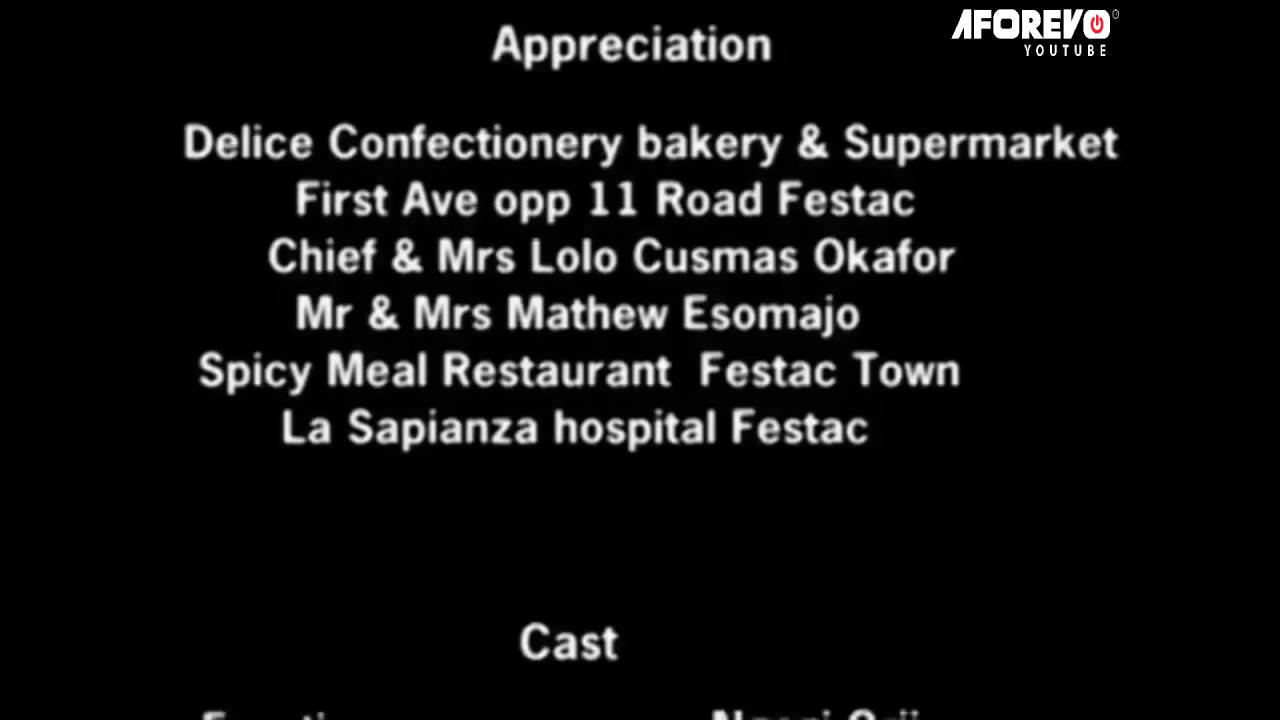 AFOREVO
YOUTUBE
Appreciation
Delice Confectionery bakery & Supermarket
First Ave opp 11 Road Festac
Chief & Mrs Lolo Cusmas Okafor
Mr & Mrs Mathew Esomajo
Spicy Meal Restaurant Festac Town
La Sapianza hospital Festac
Cast